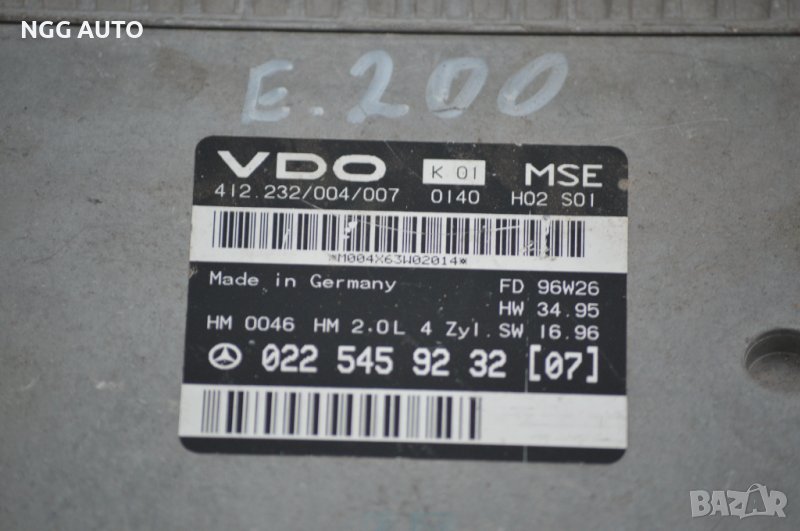 NGG AUTO
E.200
VDO K 01 MSE
412.232/004/007 0140 H02 S01
*M004X63W02014*
Made in Germany FD 96W26
HW 34.95
HM 0046 HM 2.0L 4 Zyl. SW 16.96
022 545 92 32 [07]
BAZAR